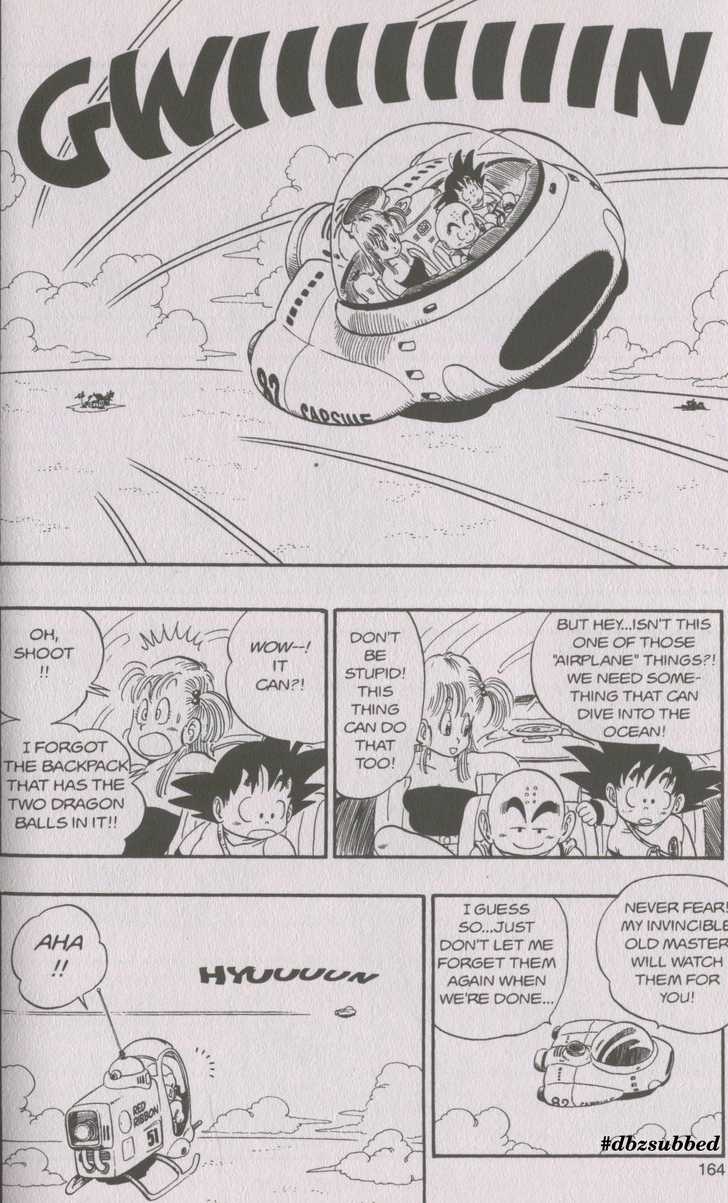 GWIIIIIIIIN
92
CAPSULE
BUT HEY...ISN'T THIS
ONE OF THOSE
"AIRPLANE" THINGS?!
WE NEED SOME-
THING THAT CAN
DIVE INTO THE
OCEAN!
DON'T
BE
STUPID!
THIS
THING
CAN DO
THAT
TOO!
WOW--!
IT
CAN?!
OH,
SHOOT
!!
I FORGOT
THE BACKPACK
THAT HAS THE
TWO DRAGON
BALLS IN IT!!
NEVER FEAR!
MY INVINCIBLE
OLD MASTER
WILL WATCH
THEM FOR
YOU!
I GUESS
SO...JUST
DON'T LET ME
FORGET THEM
AGAIN WHEN
WE'RE DONE...
92 CAPSULE
HYUUUUN
AHA
!!
RED
RIBBON
51
#dbzsubbed
164